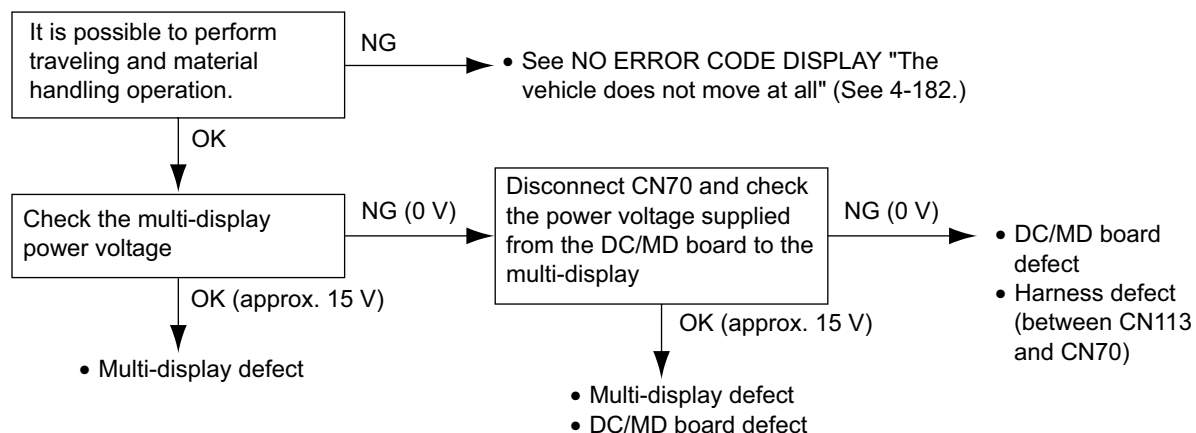 It is possible to perform
traveling and material
handling operation.
NG
• See NO ERROR CODE DISPLAY "The
vehicle does not move at all" (See 4-182.)
OK
Check the multi-display
power voltage
NG (0 V)
Disconnect CN70 and check
the power voltage supplied
from the DC/MD board to the
multi-display
NG (0 V)
• DC/MD board
defect
• Harness defect
(between CN113
and CN70)
OK (approx. 15 V)
• Multi-display defect
OK (approx. 15 V)
• Multi-display defect
• DC/MD board defect